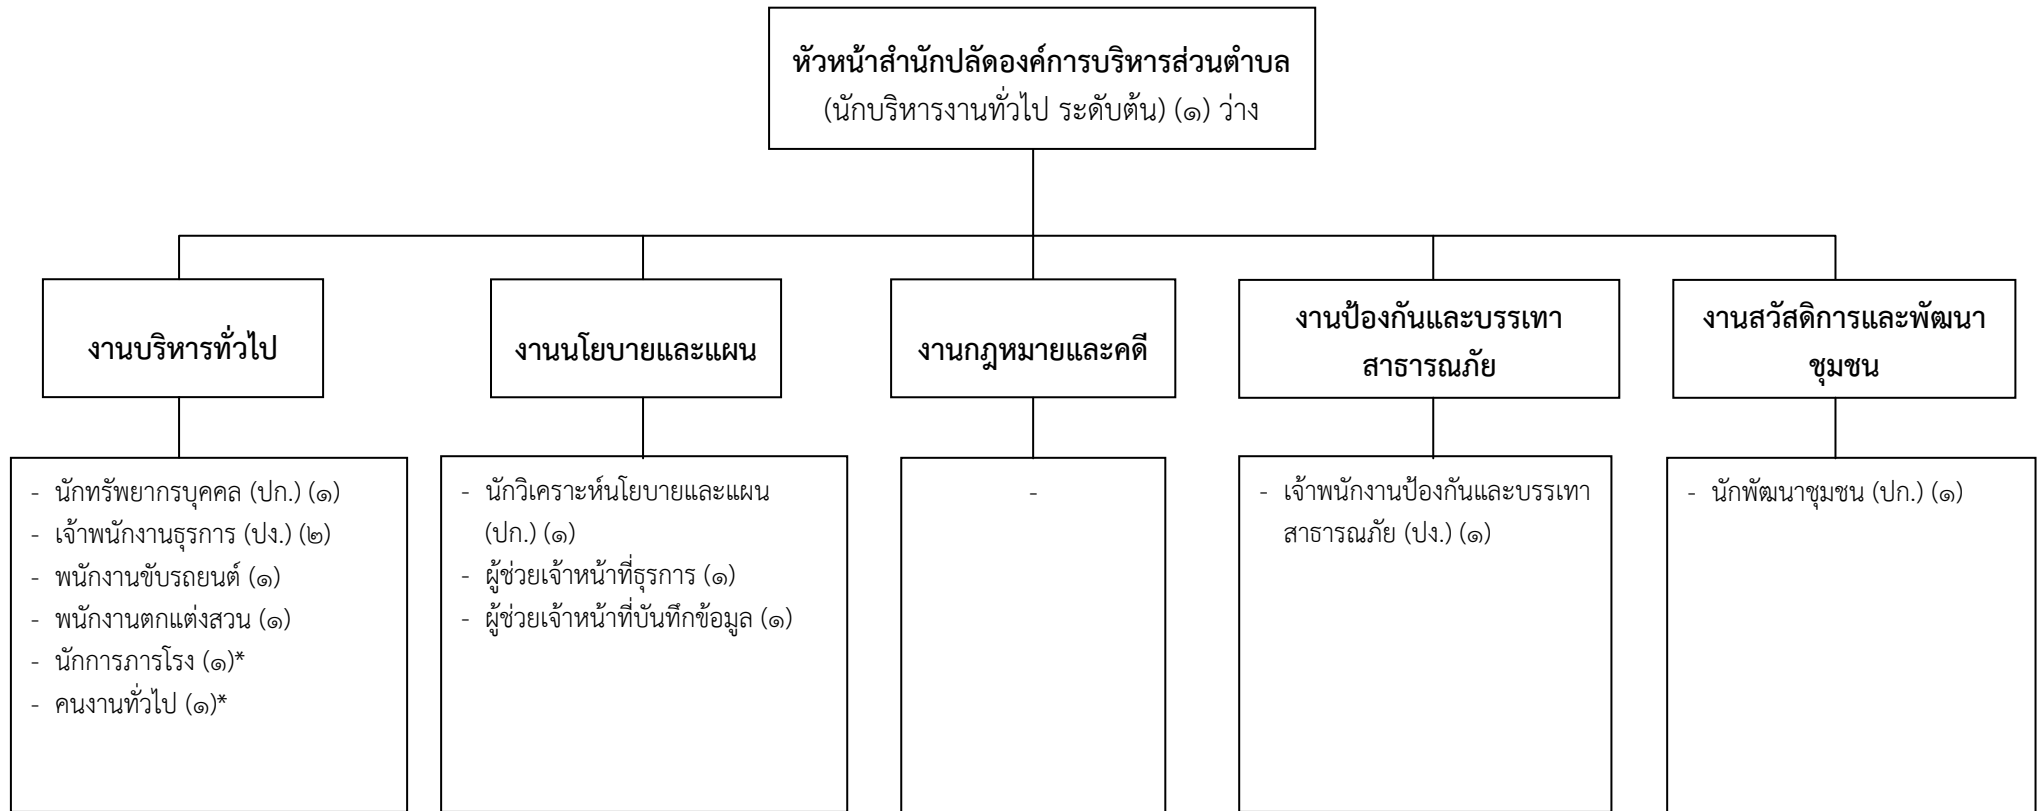 หัวหน้าสำนักปลัดองค์การบริหารส่วนตำบล
(นักบริหารงานทั่วไป ระดับต้น) (๑) ว่าง
งานบริหารทั่วไป
งานนโยบายและแผน
งานกฎหมายและคดี
งานป้องกันและบรรเทา
สาธารณภัย
งานสวัสดิการและพัฒนา
ชุมชน
- นักทรัพยากรบุคคล (ปก.) (๑)
- เจ้าพนักงานธุรการ (ปง.) (๒)
- พนักงานขับรถยนต์ (๑)
- พนักงานตกแต่งสวน (๑)
- นักการภารโรง (๑)*
- คนงานทั่วไป (๑)*
- นักวิเคราะห์นโยบายและแผน
(ปก.) (๑)
- ผู้ช่วยเจ้าหน้าที่ธุรการ (๑)
- ผู้ช่วยเจ้าหน้าที่บันทึกข้อมูล (๑)
-
- เจ้าพนักงานป้องกันและบรรเทา
สาธารณภัย (ปง.) (๑)
- นักพัฒนาชุมชน (ปก.) (๑)